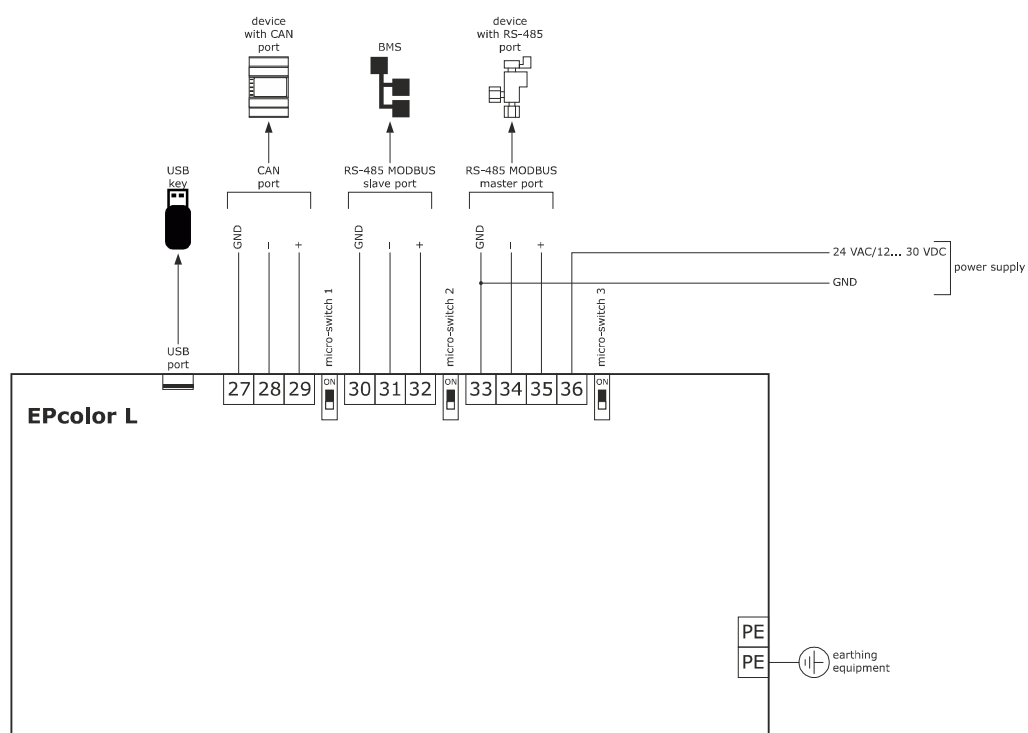 device
with CAN
port
BMS
device
with RS-485
port
USB
key
CAN
port
RS-485 MODBUS
slave port
RS-485 MODBUS
master port
GND
–
+
GND
–
+
GND
–
+
24 VAC/12... 30 VDC
GND
power supply
micro-switch 1
micro-switch 2
micro-switch 3
USB
port
27 28 29 ON 30 31 32 ON 33 34 35 36 ON
EPcolor L
PE
PE
earthing
equipment